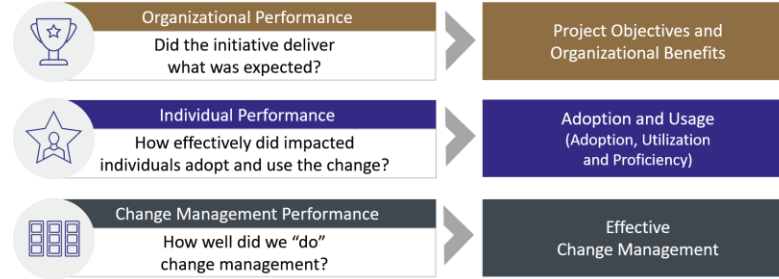 Organizational Performance
Did the initiative deliver
what was expected?
Project Objectives and
Organizational Benefits
Individual Performance
How effectively did impacted
individuals adopt and use the change?
Adoption and Usage
(Adoption, Utilization
and Proficiency)
Change Management Performance
How well did we “do”
change management?
Effective
Change Management